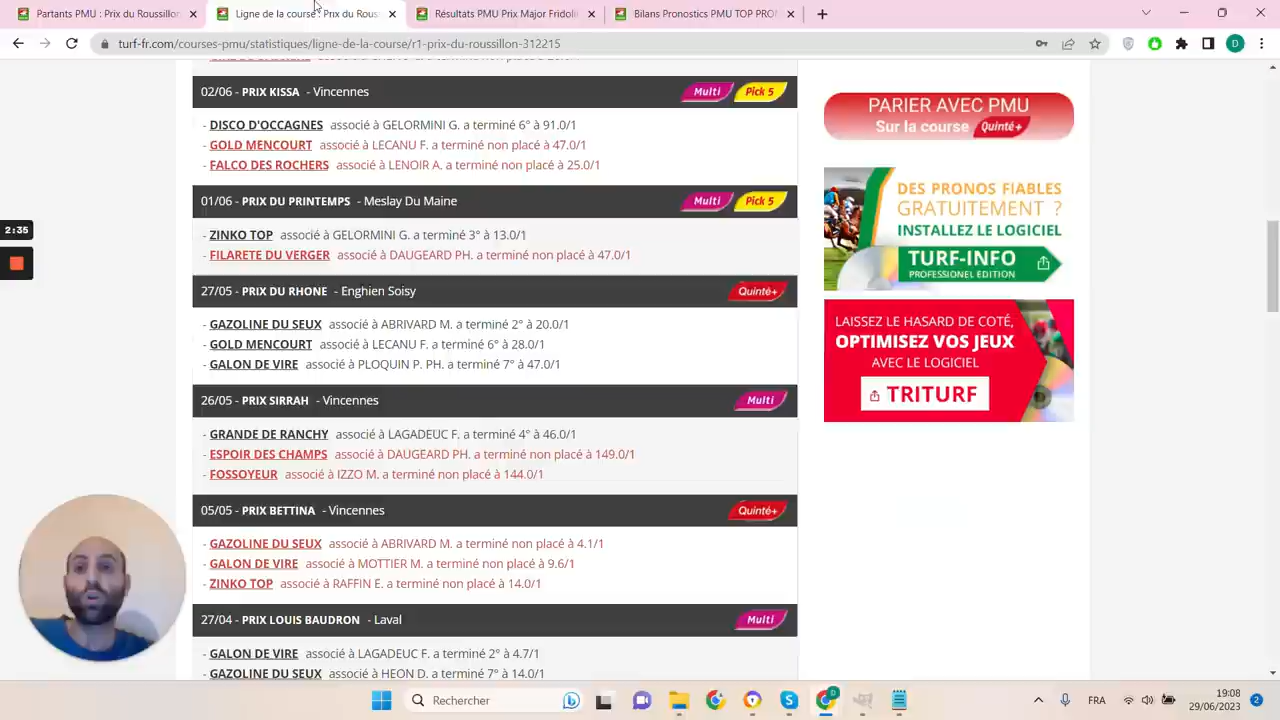 Ligne de la course : Prix du Rous
Résultats PMU Prix Major Fridoli
Bilans Pronostics PMU TOP PRO
turf-fr.com/courses-pmu/statistiques/course/r1-prix-du-roussillon-312215
02/06 - PRIX KISSA - Vincennes
Multi Pick 5
- DISCO D'OCCAGNES associé à GELORMINI G. a terminé 6° à 91.0/1
- GOLD MENCOURT associé à LECANU F. a terminé non placé à 47.0/1
- FALCO DES ROCHERS associé à LENOIR A. a terminé non placé à 25.0/1
01/06 - PRIX DU PRINTEMPS - Meslay Du Maine
Multi Pick 5
- ZINKO TOP associé à GELORMINI G. a terminé 3° à 13.0/1
- FILARETE DU VERGER associé à DAUGEARD PH. a terminé non placé à 47.0/1
27/05 - PRIX DU RHONE - Enghien Soisy
Quinté+
- GAZOLINE DU SEUX associé à ABRIVARD M. a terminé 2° à 20.0/1
- GOLD MENCOURT associé à LECANU F. a terminé 6° à 28.0/1
- GALON DE VIRE associé à PLOQUIN P. PH. a terminé 7° à 47.0/1
26/05 - PRIX SIRRAH - Vincennes
Multi
- GRANDE DE RANCHY associé à LAGADEUC F. a terminé 4° à 46.0/1
- ESPOIR DES CHAMPS associé à DAUGEARD PH. a terminé non placé à 149.0/1
- FOSSOYEUR associé à IZZO M. a terminé non placé à 144.0/1
05/05 - PRIX BETTINA - Vincennes
Quinté+
- GAZOLINE DU SEUX associé à ABRIVARD M. a terminé non placé à 4.1/1
- GALON DE VIRE associé à MOTTIER M. a terminé non placé à 9.6/1
- ZINKO TOP associé à RAFFIN E. a terminé non placé à 14.0/1
27/04 - PRIX LOUIS BAUDRON - Laval
Multi
- GALON DE VIRE associé à LAGADEUC F. a terminé 2° à 4.7/1
- GAZOLINE DU SEUX associé à HEON D. a terminé 7° à 14.0/1
PARIER AVEC PMU
Sur la course Quinté+
DES PRONOS FIABLES
GRATUITEMENT ?
INSTALLEZ LE LOGICIEL
TURF-INFO
PROFESSIONEL EDITION
LAISSEZ LE HASARD DE COTÉ,
OPTIMISEZ VOS JEUX
AVEC LE LOGICIEL
TRITURF
2:35
Rechercher
FRA
19:08
29/06/2023
2
D